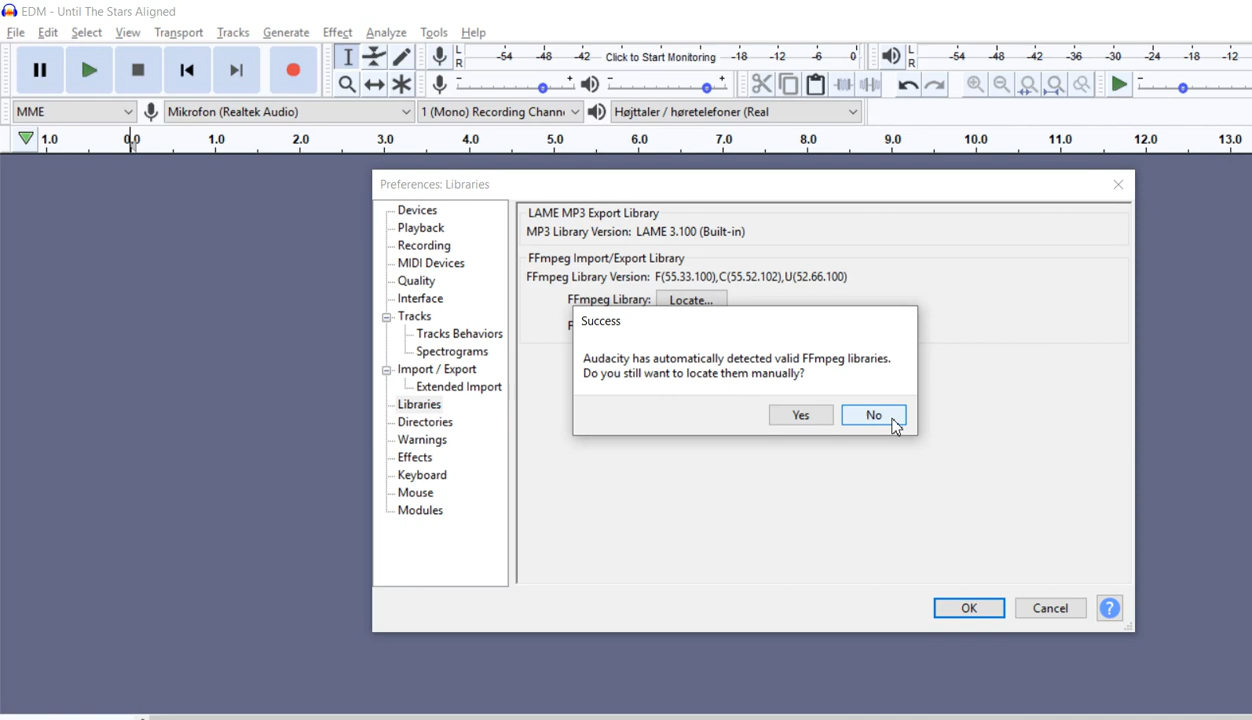 EDM - Until The Stars Aligned
File Edit Select View Transport Tracks Generate Effect Analyze Tools Help
L -54 -48 -42 Click to Start Monitoring -18 -12 -6 0 L -54 -48 -42 -36 -30 -24 -18 -12
R R
- + - + -
MME Mikrofon (Realtek Audio) 1 (Mono) Recording Chann Højttaler / høretelefoner (Real
1.0 0.0 1.0 2.0 3.0 4.0 5.0 6.0 7.0 8.0 9.0 10.0 11.0 12.0 13.0
Preferences: Libraries
Devices
Playback
Recording
MIDI Devices
Quality
Interface
Tracks
Tracks Behaviors
Spectrograms
Import / Export
Extended Import
Libraries
Directories
Warnings
Effects
Keyboard
Mouse
Modules
LAME MP3 Export Library
MP3 Library Version: LAME 3.100 (Built-in)
FFmpeg Import/Export Library
FFmpeg Library Version: F(55.33.100),C(55.52.102),U(52.66.100)
FFmpeg Library: Locate...
F
Success
Audacity has automatically detected valid FFmpeg libraries.
Do you still want to locate them manually?
Yes No
OK Cancel ?